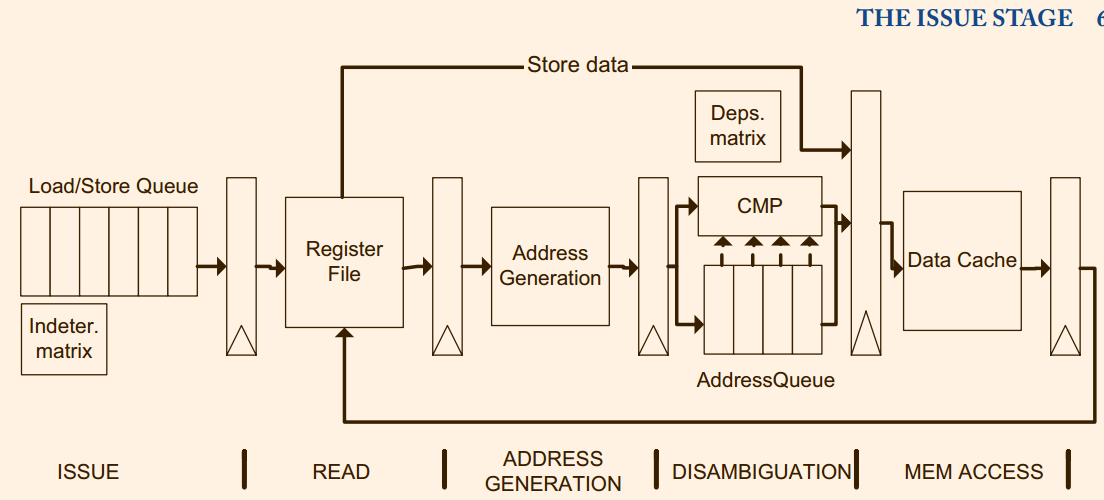 THE ISSUE STAGE 6
Store data
Deps.
matrix
Load/Store Queue
CMP
Register
File
Address
Generation
Data Cache
Indeter.
matrix
AddressQueue
ISSUE
READ
ADDRESS
GENERATION
DISAMBIGUATION
MEM ACCESS